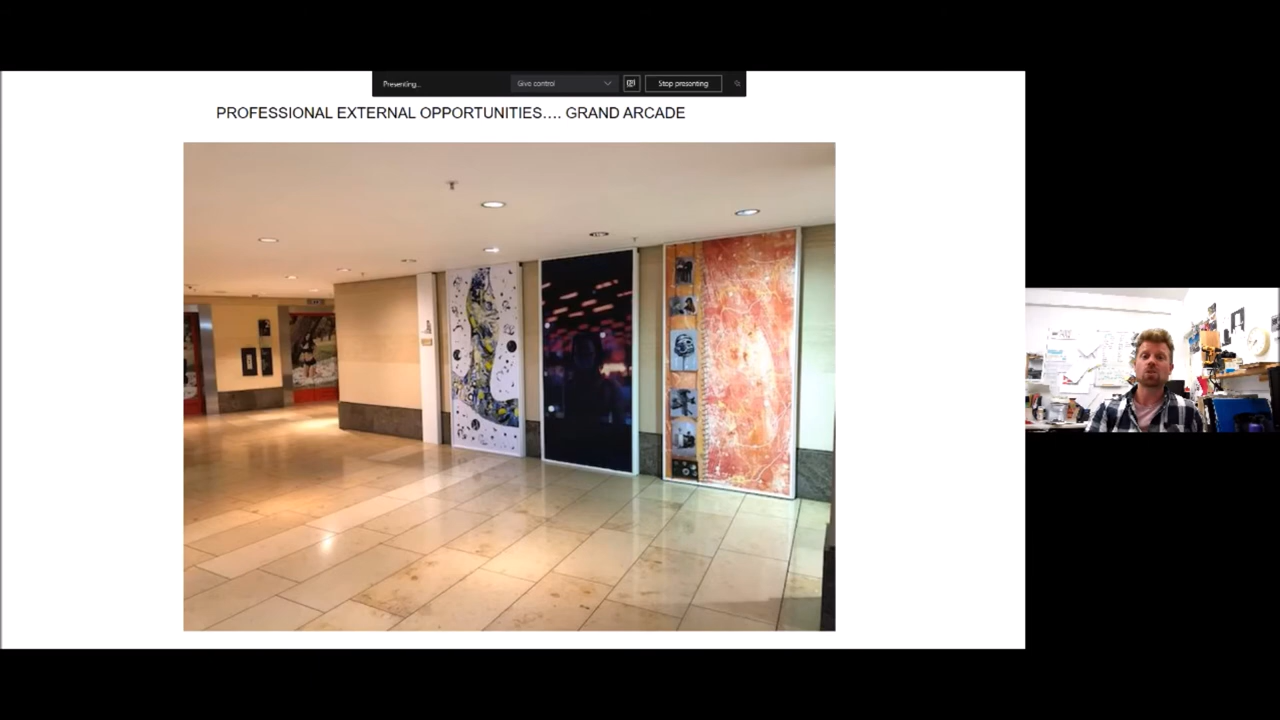 Presenting...
Give control
Stop presenting
PROFESSIONAL EXTERNAL OPPORTUNITIES.... GRAND ARCADE